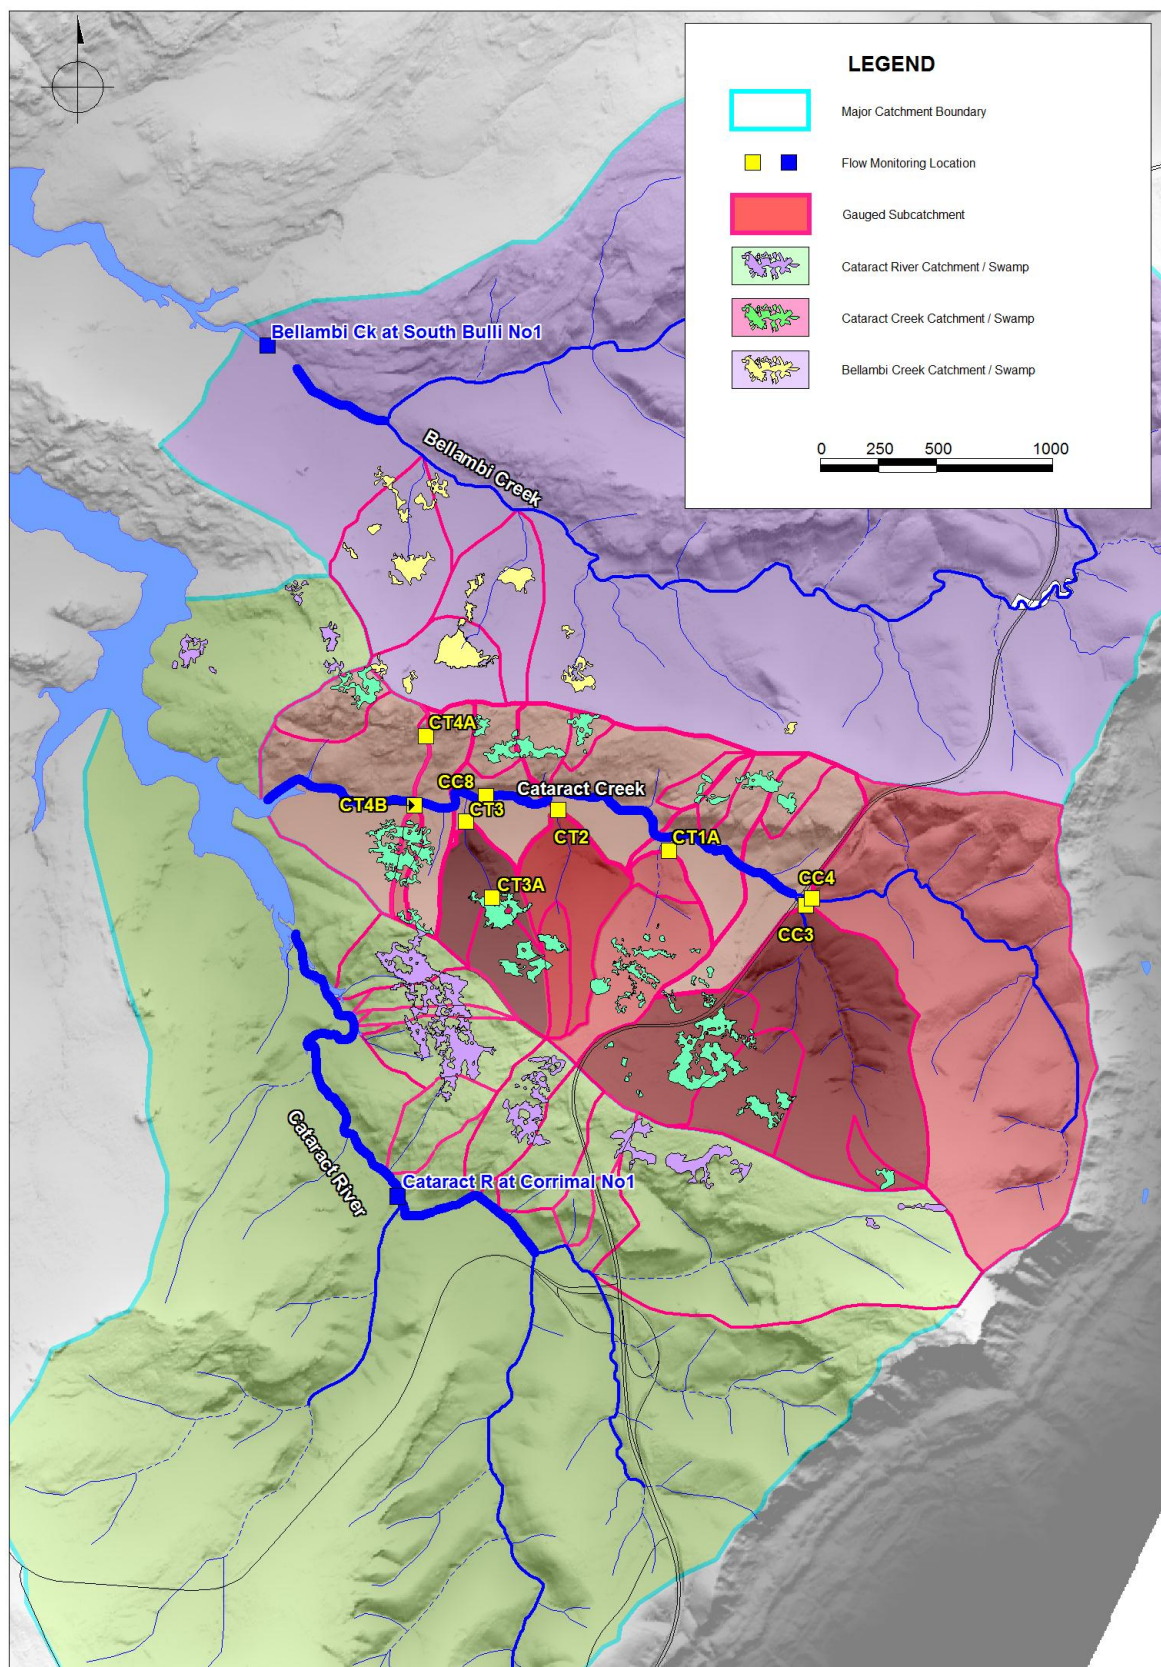 LEGEND
Major Catchment Boundary
Flow Monitoring Location
Gauged Subcatchment
Cataract River Catchment / Swamp
Cataract Creek Catchment / Swamp
Bellambi Creek Catchment / Swamp
0 250 500 1000
Bellambi Ck at South Bulli No1
Bellambi Creek
CT4A
CC8
Cataract Creek
CT4B
CT3
CT2
CT1A
CT3A
CC4
CC3
Cataract River
Cataract R at Corrimal No1